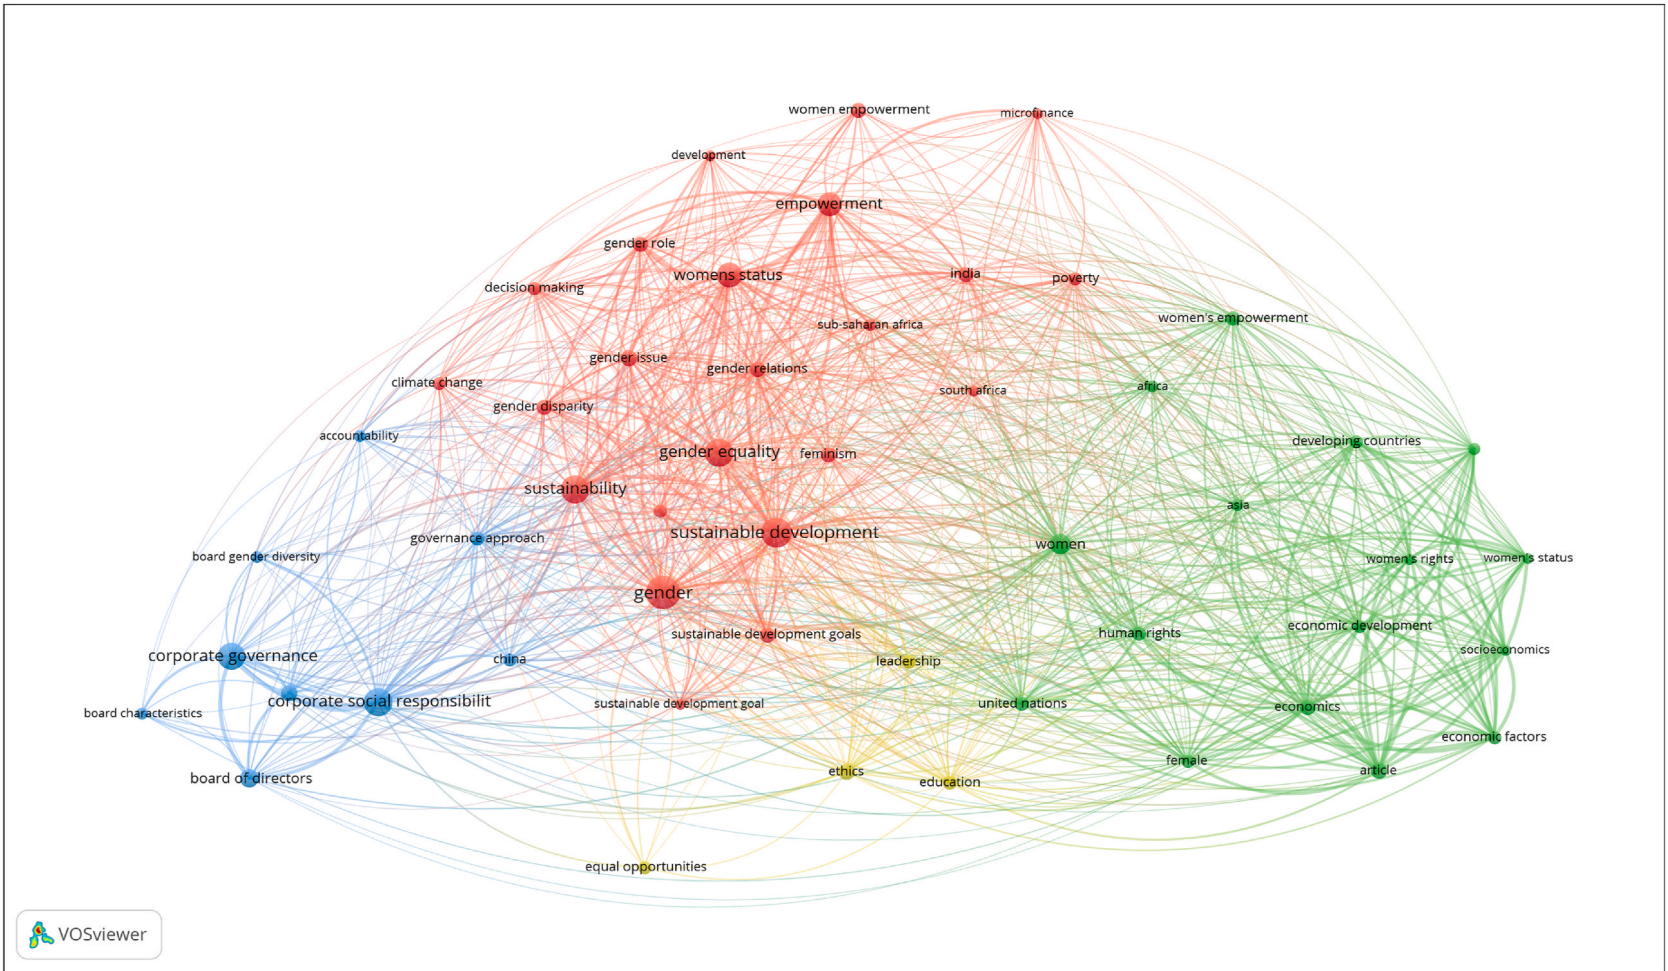 women empowerment
microfinance
development
empowerment
gender role
womens status
india
poverty
decision making
sub-saharan africa
women's empowerment
gender issue
gender relations
climate change
south africa
africa
gender disparity
accountability
developing countries
gender equality
feminism
sustainability
asia
sustainable development
governance approach
women
board gender diversity
women's rights
women's status
gender
economic development
sustainable development goals
human rights
socioeconomics
corporate governance
china
leadership
corporate social responsibilit
sustainable development goal
united nations
economics
board characteristics
economic factors
female
article
board of directors
ethics
education
equal opportunities
VOSviewer